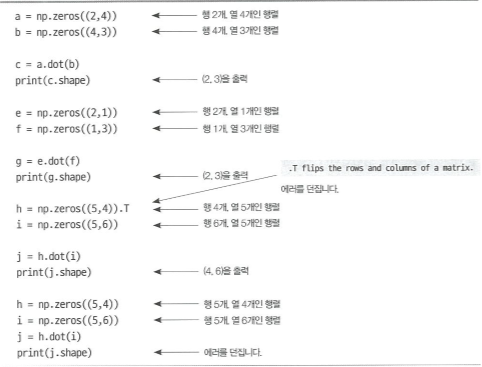 a = np.zeros((2,4)) 행 2개, 열 4개인 행렬
b = np.zeros((4,3)) 행 4개, 열 3개인 행렬
c = a.dot(b)
print(c.shape) (2, 3)을 출력
e = np.zeros((2,1)) 행 2개, 열 1개인 행렬
f = np.zeros((1,3)) 행 1개, 열 3개인 행렬
g = e.dot(f)
print(g.shape) (2, 3)을 출력
.T flips the rows and columns of a matrix.
에러를 던집니다.
h = np.zeros((5,4)).T 행 4개, 열 5개인 행렬
i = np.zeros((5,6)) 행 6개, 열 5개인 행렬
j = h.dot(i)
print(j.shape) (4, 6)을 출력
h = np.zeros((5,4)) 행 5개, 열 4개인 행렬
i = np.zeros((5,6)) 행 5개, 열 6개인 행렬
j = h.dot(i)
print(j.shape) 에러를 던집니다.